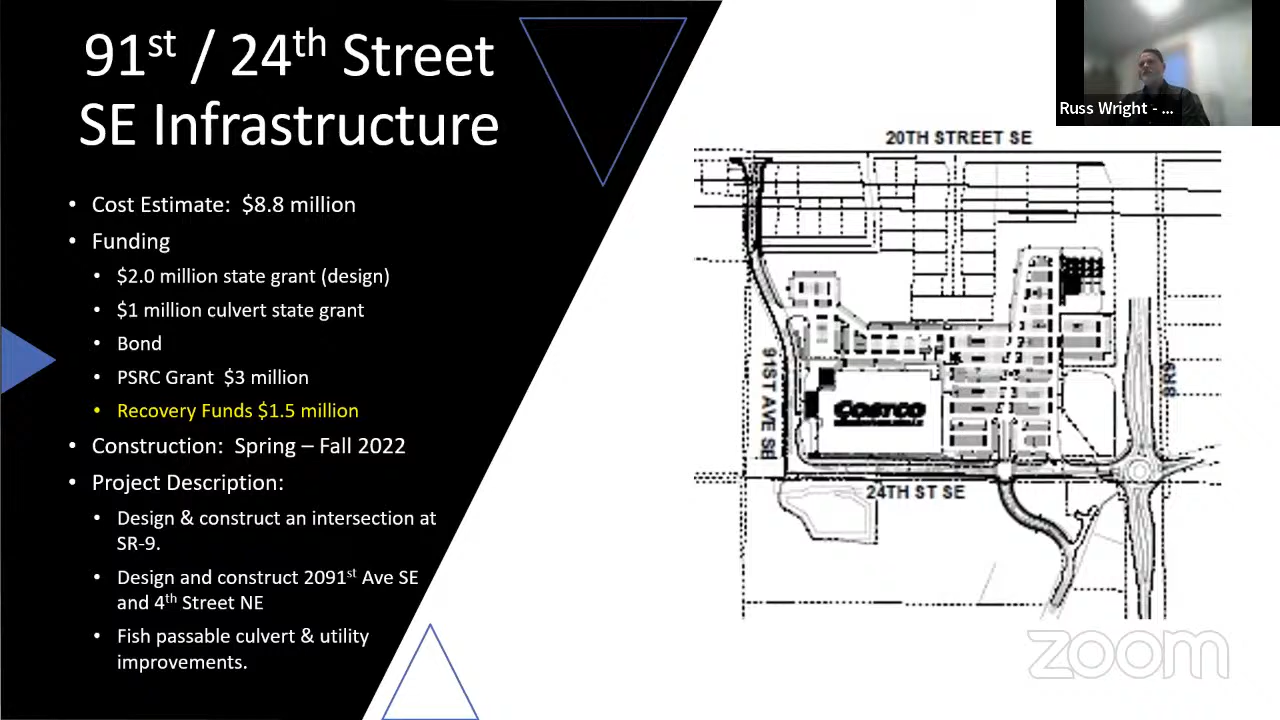 91st / 24th Street
SE Infrastructure
• Cost Estimate: $8.8 million
• Funding
• $2.0 million state grant (design)
• $1 million culvert state grant
• Bond
• PSRC Grant $3 million
• Recovery Funds $1.5 million
• Construction: Spring – Fall 2022
• Project Description:
• Design & construct an intersection at
SR-9.
• Design and construct 2091st Ave SE
and 4th Street NE
• Fish passable culvert & utility
improvements.
Russ Wright - ...
20TH STREET SE
91ST AVE SE
COSTCO
SR9
24TH ST SE
zoom